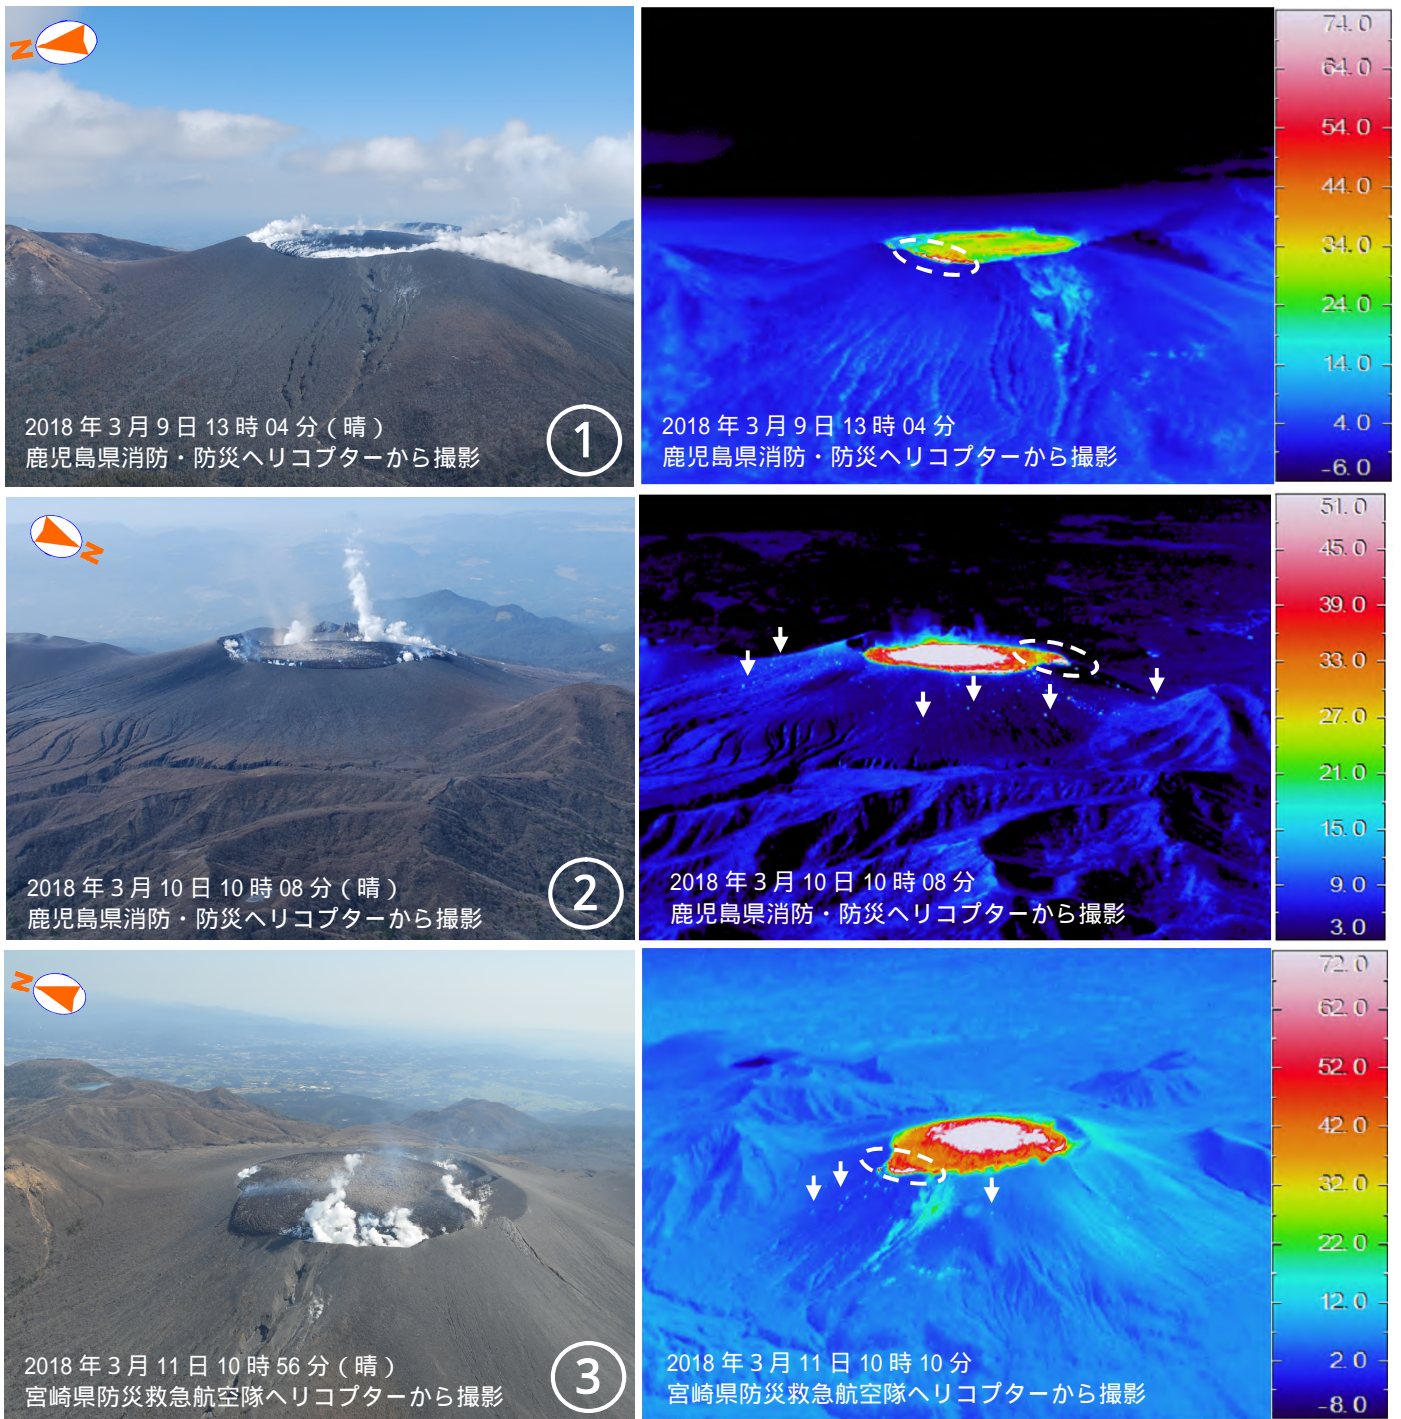 N
2018 年 3 月 9 日 13 時 04 分（晴）
鹿児島県消防・防災ヘリコプターから撮影
1
2018 年 3 月 9 日 13 時 04 分
鹿児島県消防・防災ヘリコプターから撮影
74.0
64.0
54.0
44.0
34.0
24.0
14.0
4.0
-6.0
N
2018 年 3 月 10 日 10 時 08 分（晴）
鹿児島県消防・防災ヘリコプターから撮影
2
2018 年 3 月 10 日 10 時 08 分
鹿児島県消防・防災ヘリコプターから撮影
51.0
45.0
39.0
33.0
27.0
21.0
15.0
9.0
3.0
N
2018 年 3 月 11 日 10 時 56 分（晴）
宮崎県防災救急航空隊ヘリコプターから撮影
3
2018 年 3 月 11 日 10 時 10 分
宮崎県防災救急航空隊ヘリコプターから撮影
72.0
62.0
52.0
42.0
32.0
22.0
12.0
2.0
-8.0